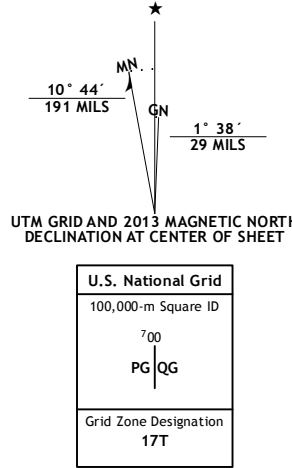 ★
MN
GN
10° 44´
191 MILS
1° 38´
29 MILS
UTM GRID AND 2013 MAGNETIC NORTH
DECLINATION AT CENTER OF SHEET
U.S. National Grid
100,000-m Square ID
⁷00
PG QG
Grid Zone Designation
17T